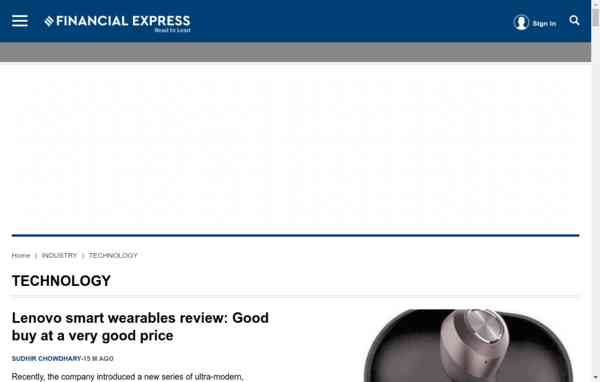 FINANCIAL EXPRESS
Read to Lead
Sign In
Home | INDUSTRY | TECHNOLOGY
TECHNOLOGY
Lenovo smart wearables review: Good
buy at a very good price
SUDHIR CHOWDHARY-15 M AGO
Recently, the company introduced a new series of ultra-modern,